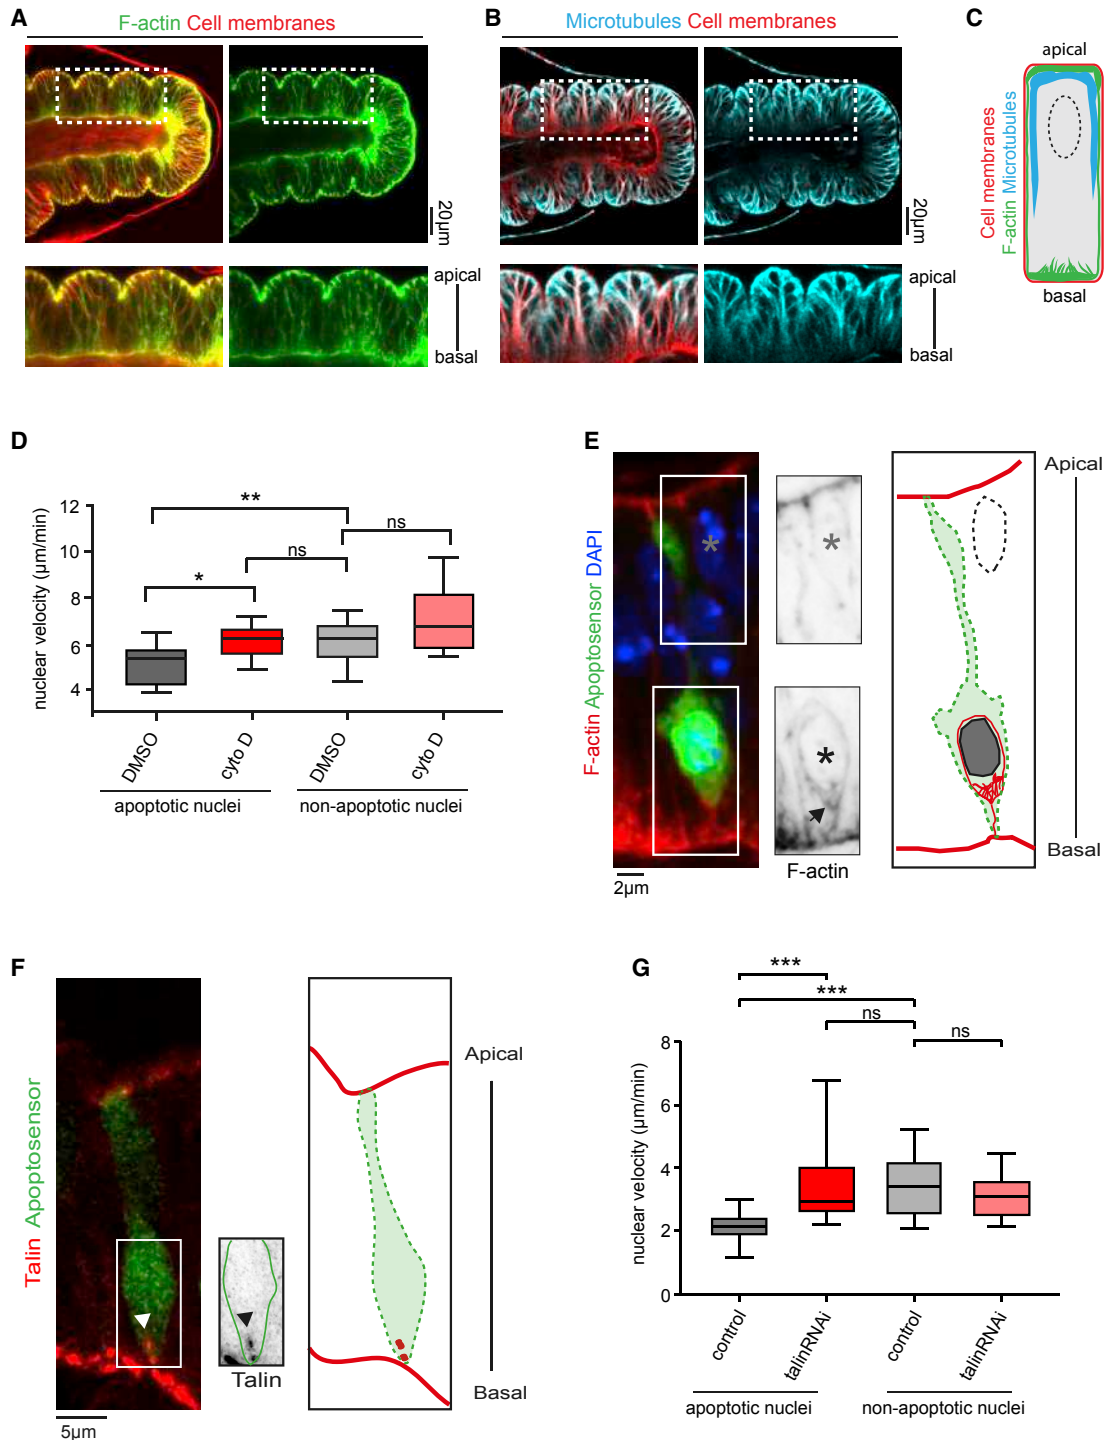 A
F-actin Cell membranes
20µm
apical
basal
B
Microtubules Cell membranes
20µm
apical
basal
C
apical
Cell membranes
F-actin Microtubules
basal
D
nuclear velocity (µm/min)
12
10
8
6
4
**
*
ns
ns
DMSO
cyto D
DMSO
cyto D
apoptotic nuclei
non-apoptotic nuclei
E
F-actin Apoptosensor DAPI
*
*
*
2µm
F-actin
Apical
Basal
F
Talin Apoptosensor
5µm
Talin
Apical
Basal
G
nuclear velocity (µm/min)
8
6
4
2
0
***
***
ns
ns
control
talinRNAi
control
talinRNAi
apoptotic nuclei
non-apoptotic nuclei